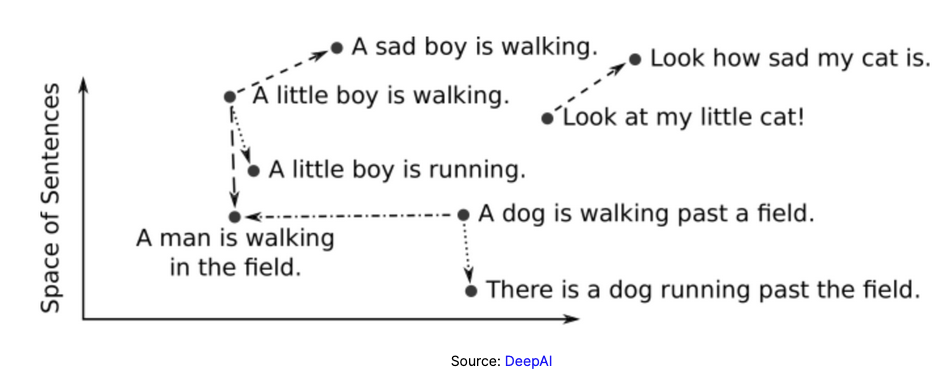 A sad boy is walking.
Look how sad my cat is.
A little boy is walking.
Look at my little cat!
A little boy is running.
A dog is walking past a field.
A man is walking
in the field.
There is a dog running past the field.
Space of Sentences
Source: DeepAI